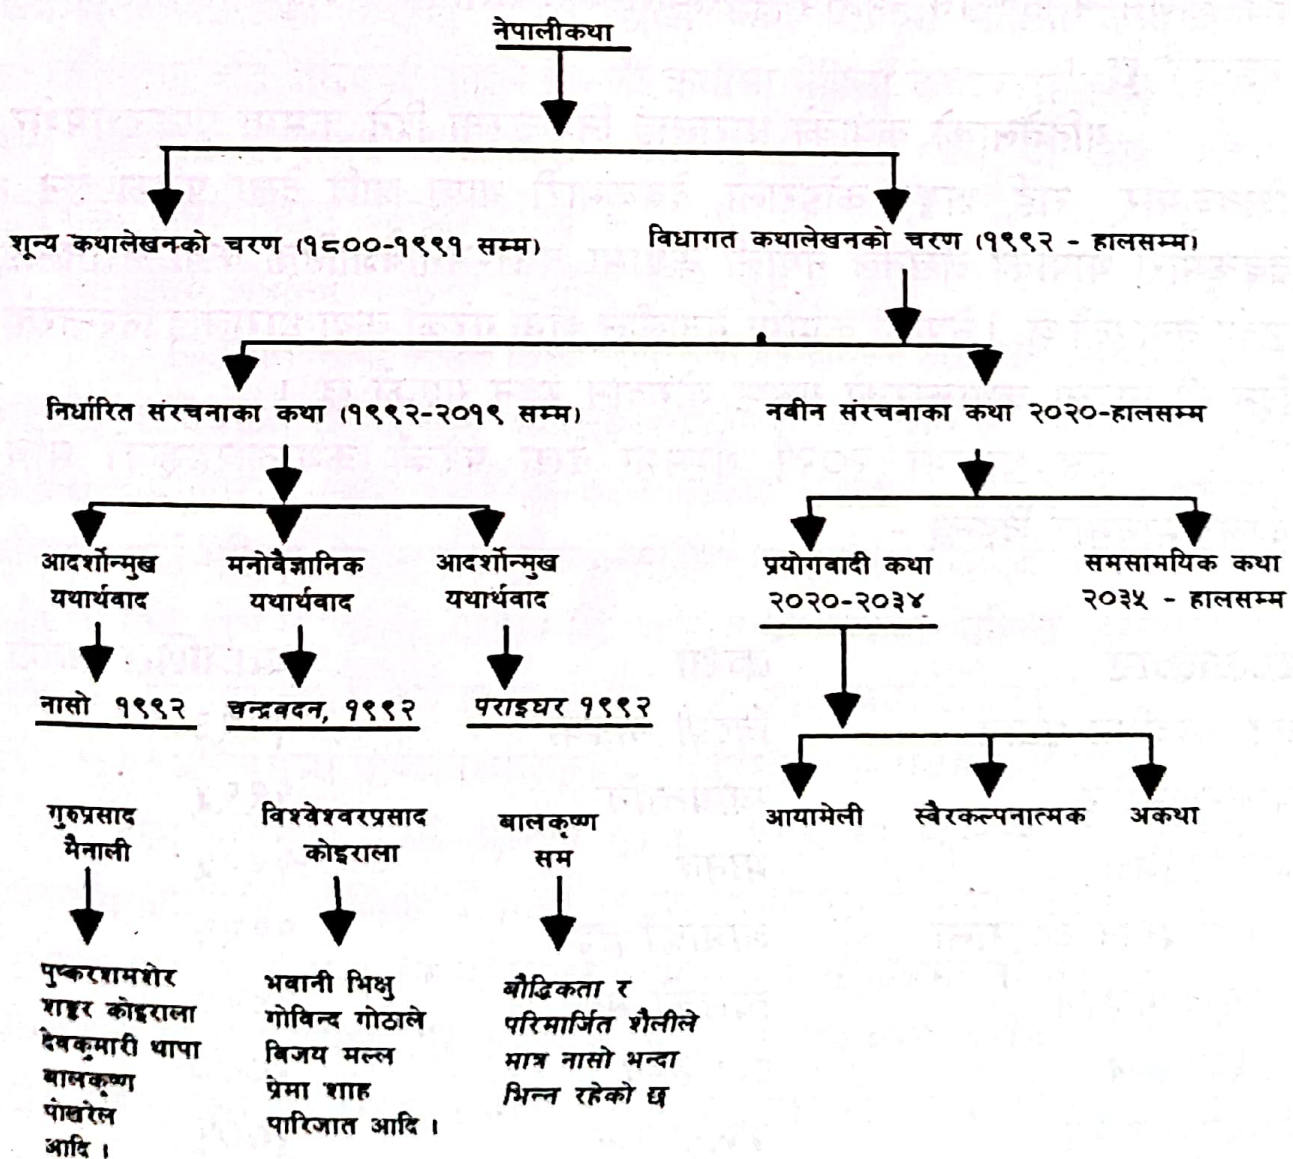 नेपालीकथा
शून्य कथालेखनको चरण (१८००-१९९१ सम्म)
विधागत कथालेखनको चरण (१९९२ - हालसम्म)
निर्धारित संरचनाका कथा (१९९२-२०१९ सम्म)
नवीन संरचनाका कथा २०२०-हालसम्म
आदर्शोन्मुख
यथार्थवाद
मनोवैज्ञानिक
यथार्थवाद
आदर्शोन्मुख
यथार्थवाद
प्रयोगवादी कथा
२०२०-२०३४
समसामयिक कथा
२०३५ - हालसम्म
नासो १९९२
चन्द्रवदन, १९९२
पराइघर १९९२
आयामेली
स्वैरकल्पनात्मक
अकथा
गुरुप्रसाद
मैनाली
विश्वेश्वरप्रसाद
कोइराला
बालकृष्ण
सम
पुष्करशमशेर
शङ्कर कोइराला
देवकुमारी थापा
बालकृष्ण
पोखरेल
आदि ।
भवानी भिक्षु
गोविन्द गोठाले
विजय मल्ल
प्रेमा शाह
पारिजात आदि ।
बौद्धिकता र
परिमार्जित शैलीले
मात्र नासो भन्दा
भिन्न रहेको छ